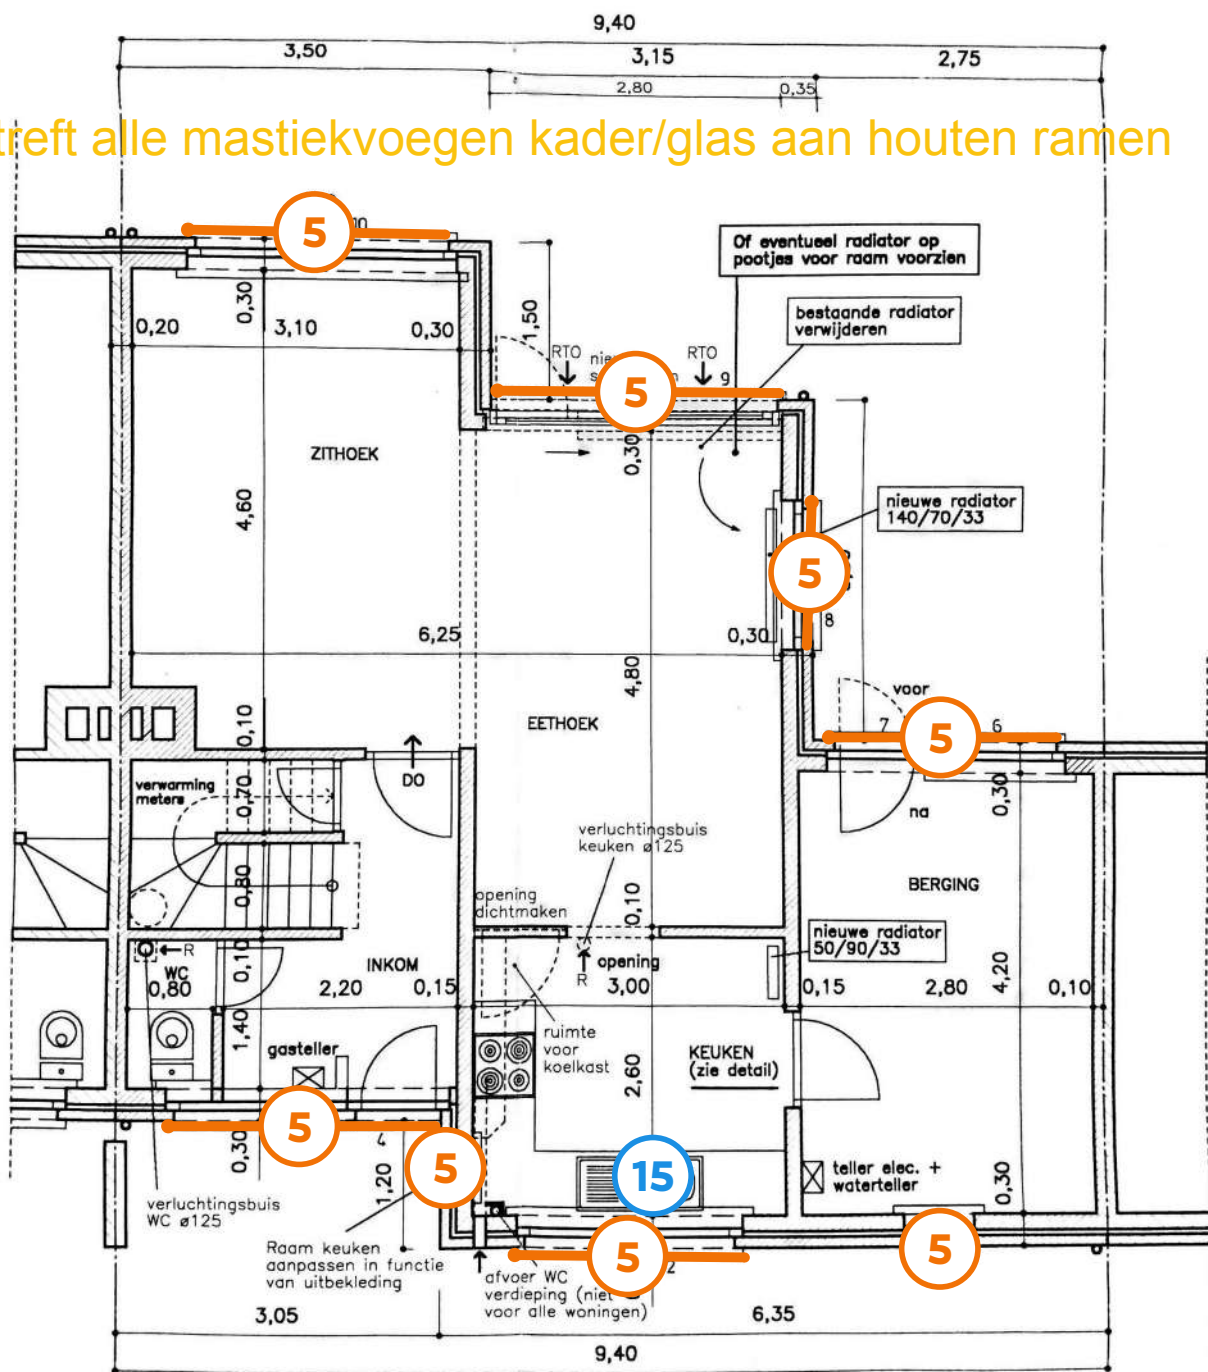 9,40
3,50
3,15
2,75
2,80
0,35
treft alle mastiekvoegen kader/glas aan houten ramen
5
10
Of eventueel radiator op
pootjes voor raam voorzien
0,30
1,50
bestaande radiator
verwijderen
0,20
3,10
0,30
RTO
RTO
9
5
ZITHOEK
0,30
4,60
nieuwe radiator
140/70/33
5
8
6,25
0,30
4,80
voor
EETHOEK
7
5
6
0,10
DO
verwarming
meters
0,70
0,30
na
verluchtingsbuis
keuken ø125
0,80
BERGING
opening
dichtmaken
0,10
nieuwe radiator
50/90/33
R
WC
0,10
INKOM
R
opening
0,80
2,20
0,15
3,00
0,15
2,80
4,20
0,10
1,40
gasteller
ruimte
voor
koelkast
KEUKEN
(zie detail)
2,60
5
4
0,30
1,20
5
15
teller elec. +
waterteller
0,30
verluchtingsbuis
WC ø125
Raam keuken
aanpassen in functie
van uitbekleding
5
2
5
afvoer WC
verdieping (niet
voor alle woningen)
3,05
6,35
9,40